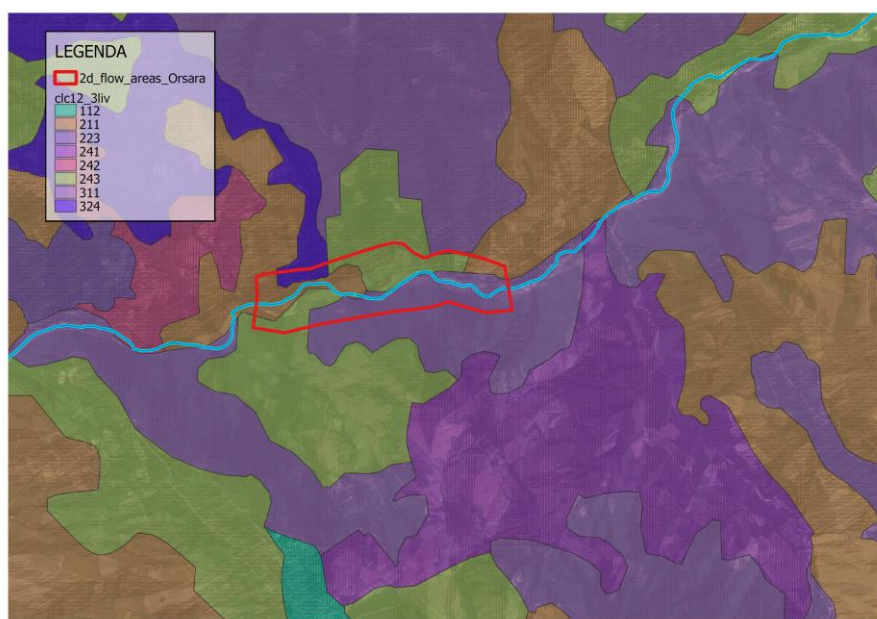 LEGENDA
2d_flow_areas_Orsara
clc12_3liv
112
211
223
241
242
243
311
324